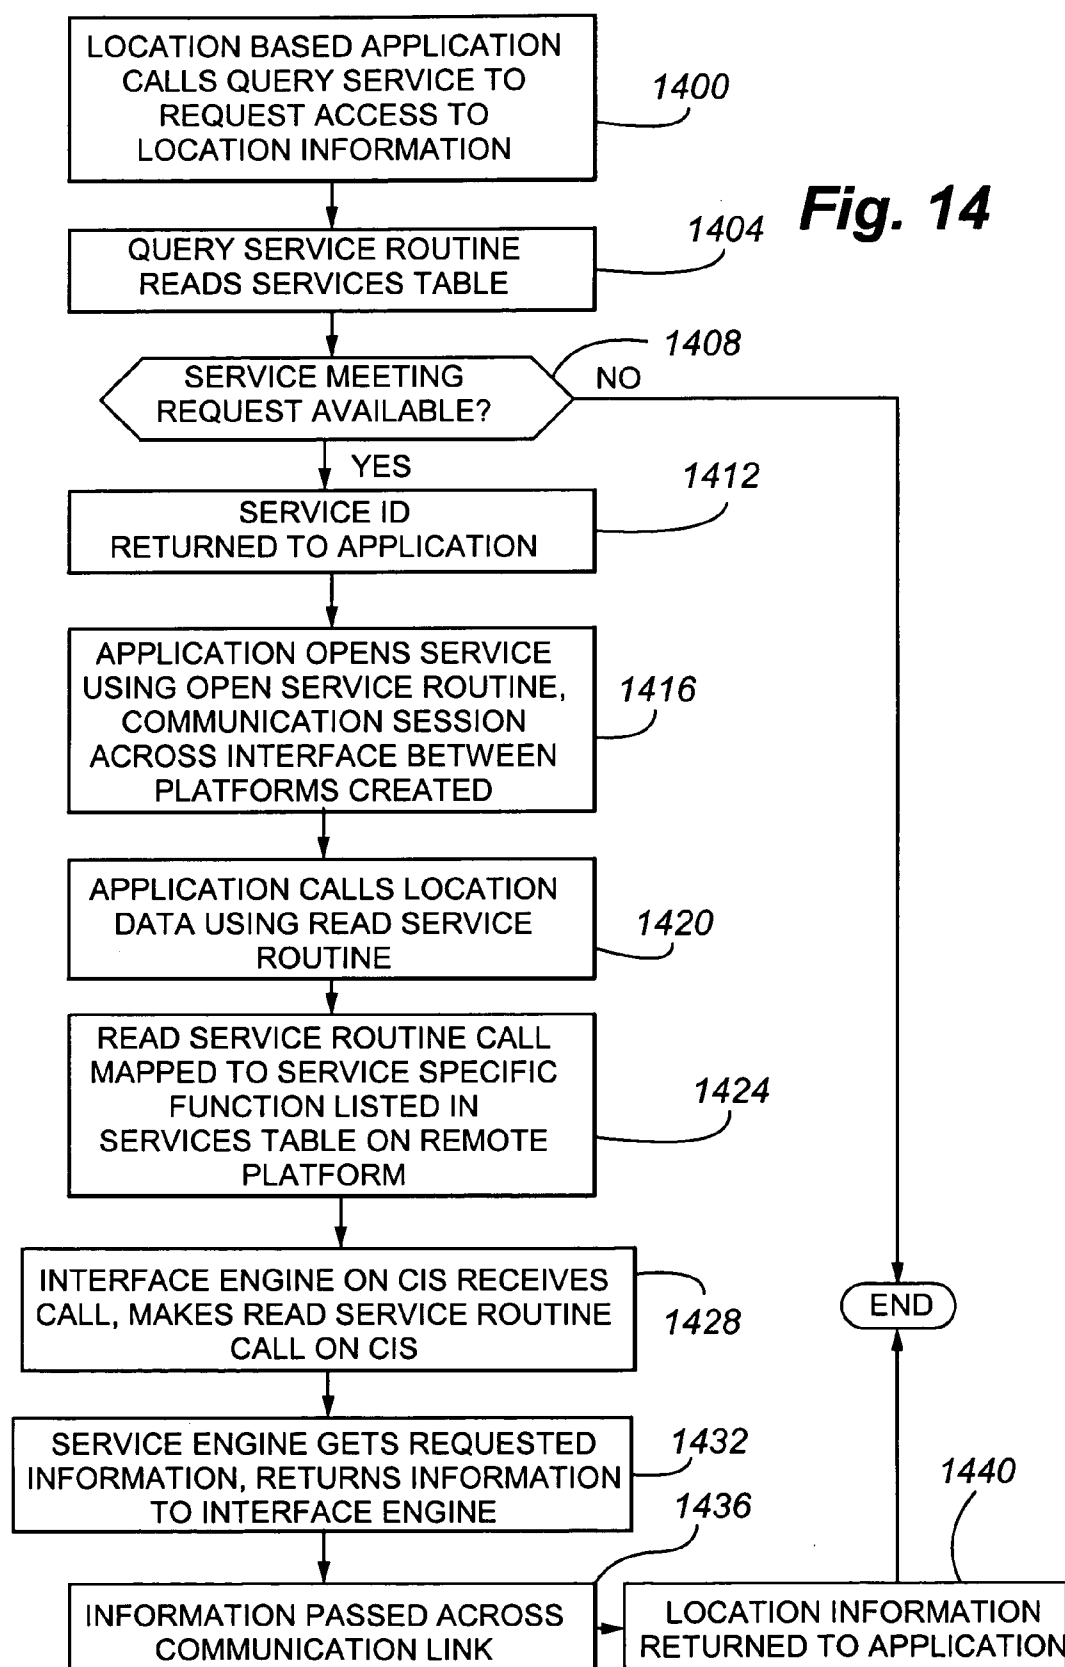 LOCATION BASED APPLICATION
CALLS QUERY SERVICE TO
REQUEST ACCESS TO
LOCATION INFORMATION
1400
Fig. 14
QUERY SERVICE ROUTINE
READS SERVICES TABLE
1404
SERVICE MEETING
REQUEST AVAILABLE?
1408
NO
YES
SERVICE ID
RETURNED TO APPLICATION
1412
APPLICATION OPENS SERVICE
USING OPEN SERVICE ROUTINE,
COMMUNICATION SESSION
ACROSS INTERFACE BETWEEN
PLATFORMS CREATED
1416
APPLICATION CALLS LOCATION
DATA USING READ SERVICE
ROUTINE
1420
READ SERVICE ROUTINE CALL
MAPPED TO SERVICE SPECIFIC
FUNCTION LISTED IN
SERVICES TABLE ON REMOTE
PLATFORM
1424
INTERFACE ENGINE ON CIS RECEIVES
CALL, MAKES READ SERVICE ROUTINE
CALL ON CIS
1428
END
SERVICE ENGINE GETS REQUESTED
INFORMATION, RETURNS INFORMATION
TO INTERFACE ENGINE
1432
INFORMATION PASSED ACROSS
COMMUNICATION LINK
1436
LOCATION INFORMATION
RETURNED TO APPLICATION
1440